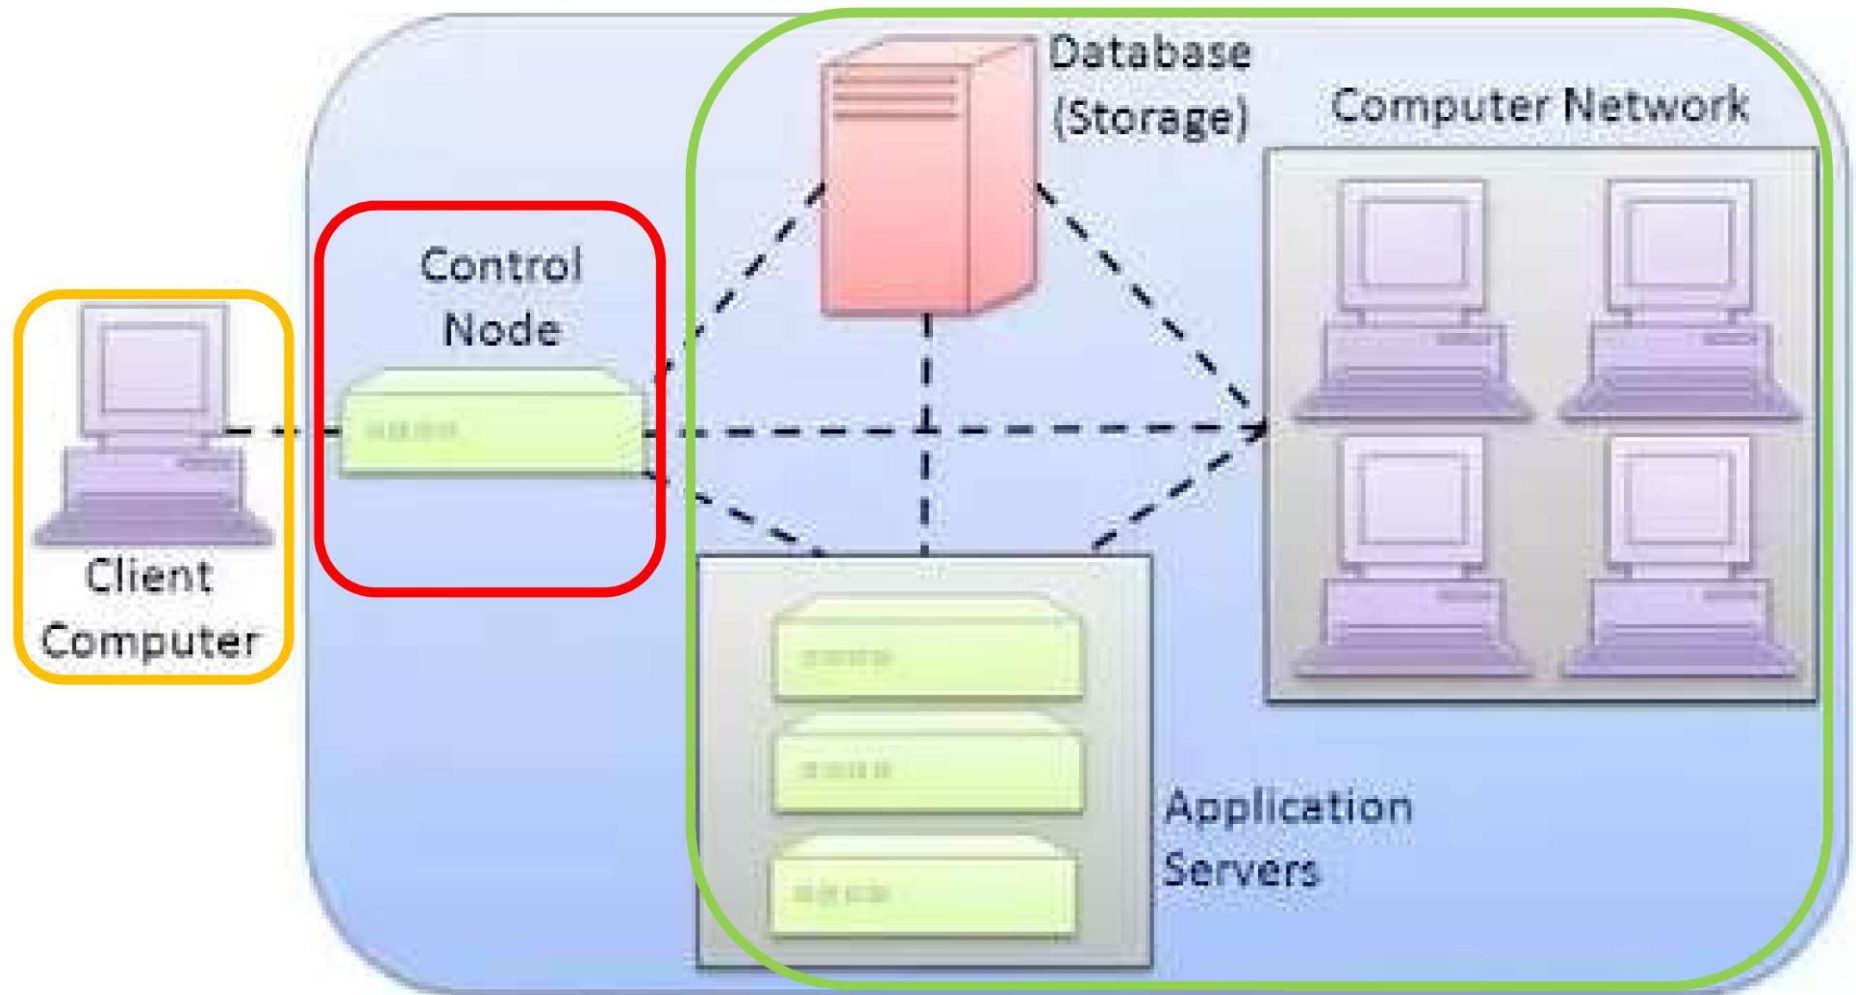 Database
(Storage)
Computer Network
Control
Node
Client
Computer
Application
Servers